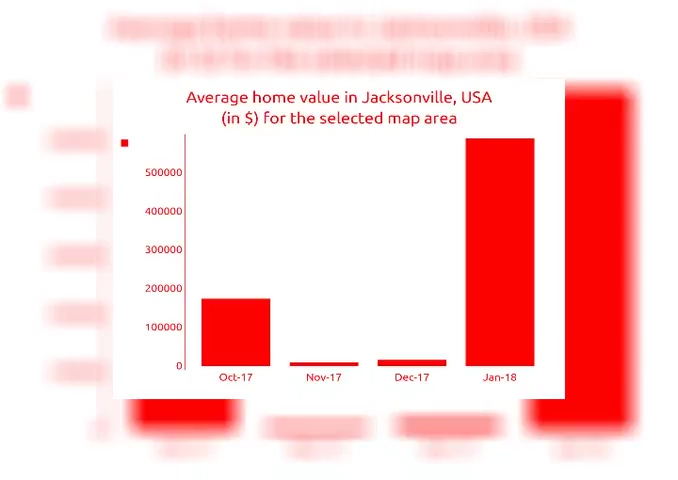 Average home value in Jacksonville, USA
(in $) for the selected map area
500000
400000
300000
200000
100000
0
Oct-17 Nov-17 Dec-17 Jan-18